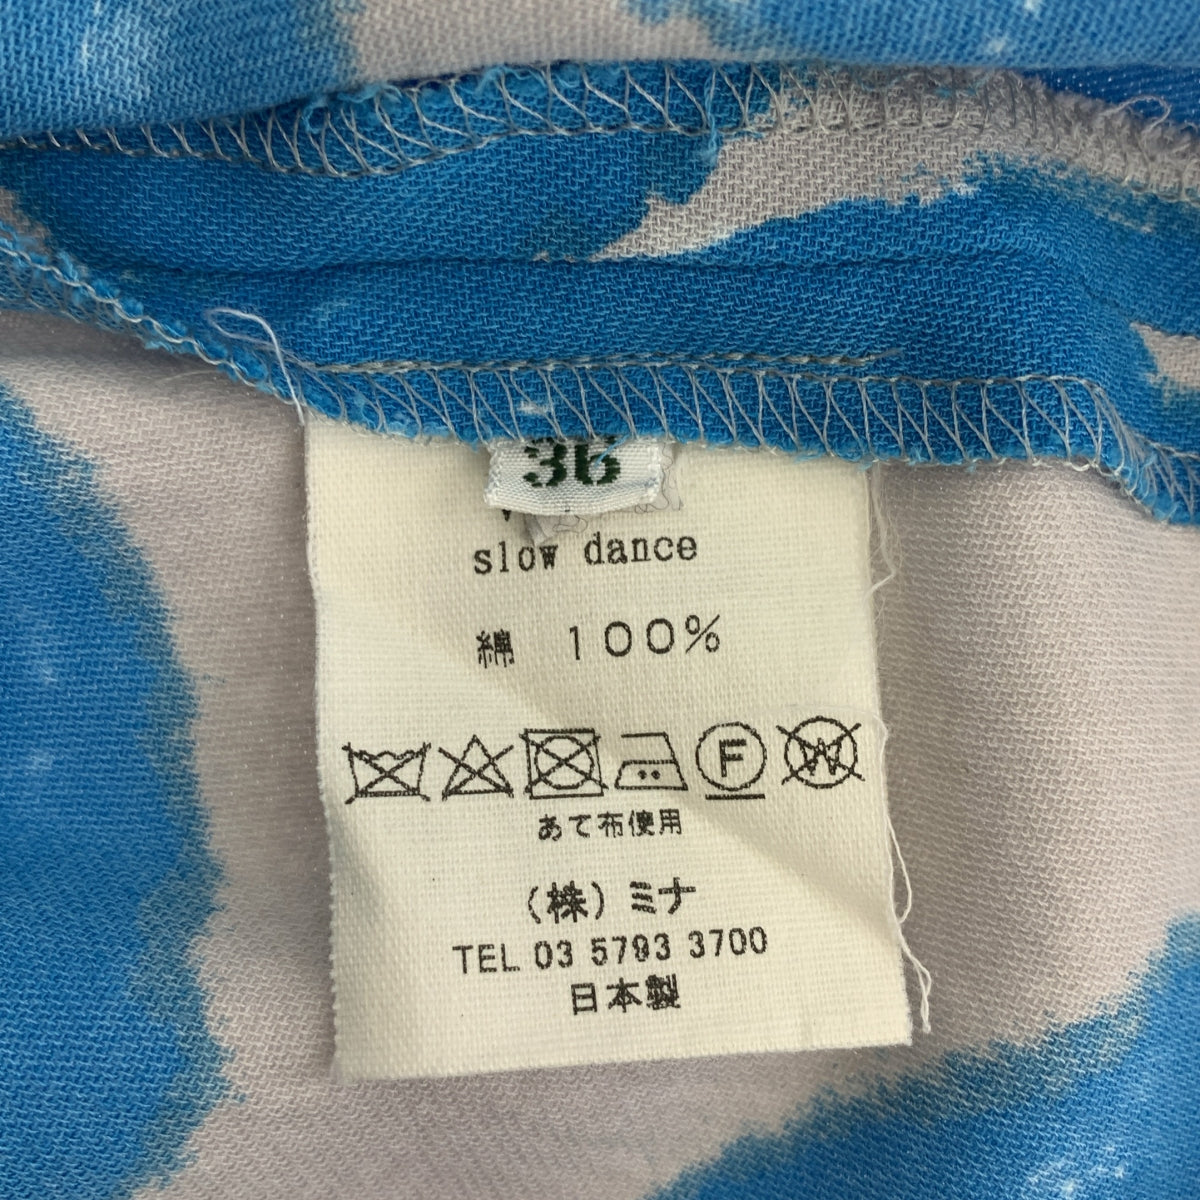 36
slow dance
綿 100%
F W
あて布使用
(株) ミナ
TEL 03 5793 3700
日本製